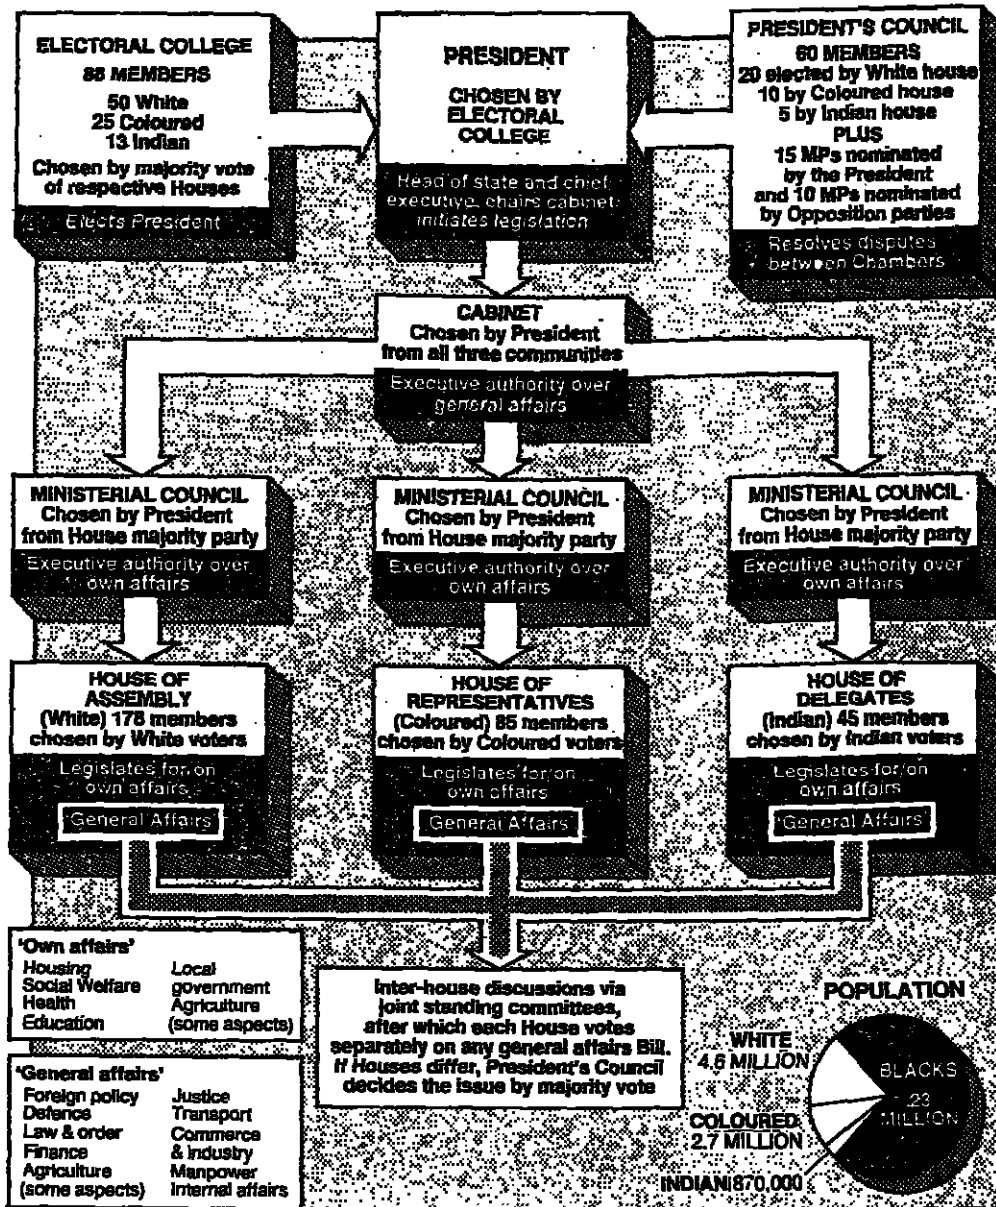 ELECTORAL COLLEGE
88 MEMBERS
50 White
25 Coloured
13 Indian
Chosen by majority vote
of respective Houses
Elects President
PRESIDENT
CHOSEN BY
ELECTORAL
COLLEGE
Head of state and chief
executive, chairs cabinet,
initiates legislation
PRESIDENT'S COUNCIL
60 MEMBERS
20 elected by White house
10 by Coloured house
5 by Indian house
PLUS
15 MPs nominated
by the President
and 10 MPs nominated
by Opposition parties
Resolves disputes
between Chambers
CABINET
Chosen by President
from all three communities
Executive authority over
general affairs
MINISTERIAL COUNCIL
Chosen by President
from House majority party
Executive authority over
own affairs
MINISTERIAL COUNCIL
Chosen by President
from House majority party
Executive authority over
own affairs
MINISTERIAL COUNCIL
Chosen by President
from House majority party
Executive authority over
own affairs
HOUSE OF
ASSEMBLY
(White) 178 members
chosen by White voters
Legislates for/on
own affairs
General Affairs
HOUSE OF
REPRESENTATIVES
(Coloured) 85 members
chosen by Coloured voters
Legislates for/on
own affairs
General Affairs
HOUSE OF
DELEGATES
(Indian) 45 members
chosen by Indian voters
Legislates for/on
own affairs
General Affairs
'Own affairs'
Housing
Social Welfare
Health
Education
Local
government
Agriculture
(some aspects)
'General affairs'
Foreign policy
Defence
Law & order
Finance
Agriculture
(some aspects)
Justice
Transport
Commerce
& Industry
Manpower
Internal affairs
Inter-house discussions via
joint standing committees,
after which each House votes
separately on any general affairs Bill.
If Houses differ, President's Council
decides the issue by majority vote
POPULATION
WHITE
4.6 MILLION
BLACKS
23
MILLION
COLOURED
2.7 MILLION
INDIAN 870,000